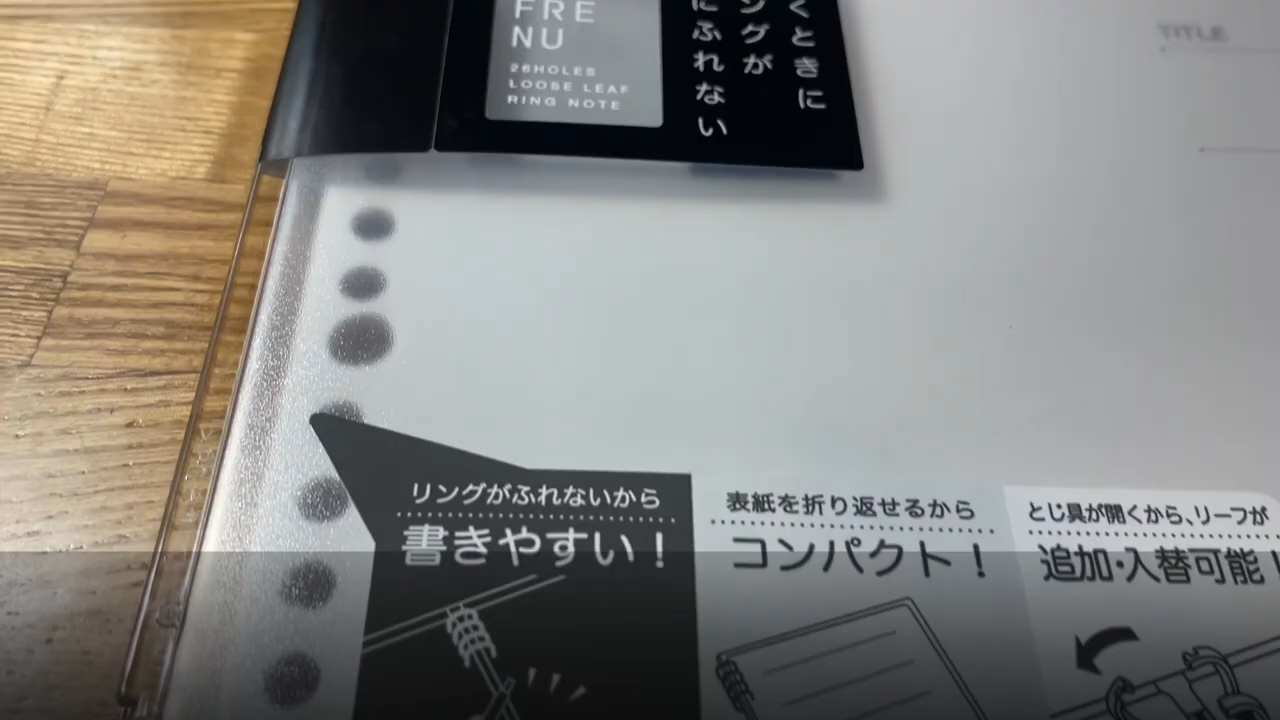 FRE
NU
26HOLES
LOOSE LEAF
RING NOTE
くときに
ングが
にふれない
TITLE
リングがふれないから
書きやすい！
表紙を折り返せるから
コンパクト！
とじ具が開くから、リーフが
追加・入替可能！